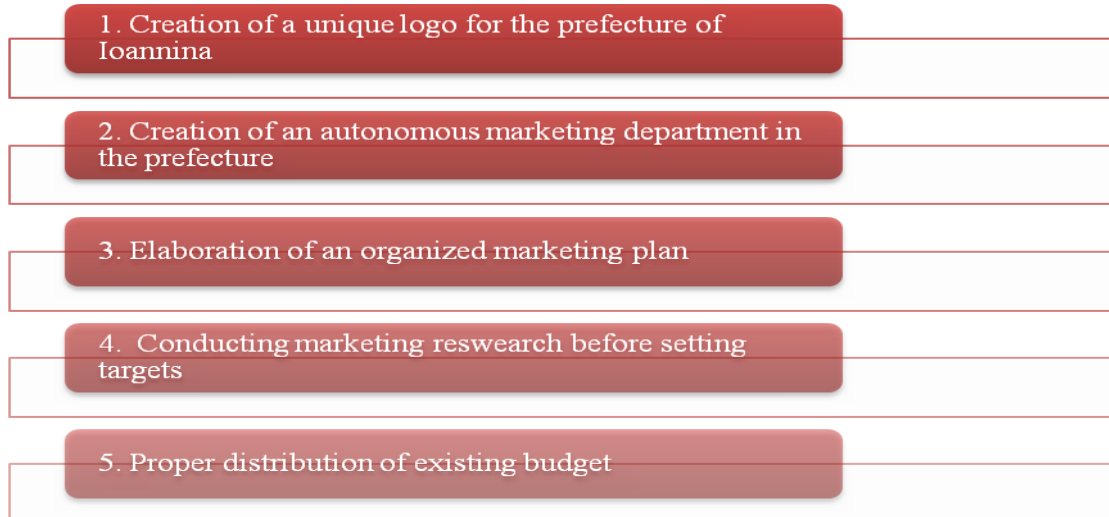 1. Creation of a unique logo for the prefecture of
Ioannina
2. Creation of an autonomous marketing department in
the prefecture
3. Elaboration of an organized marketing plan
4.  Conducting marketing reswearch before setting
targets
5. Proper distribution of existing budget